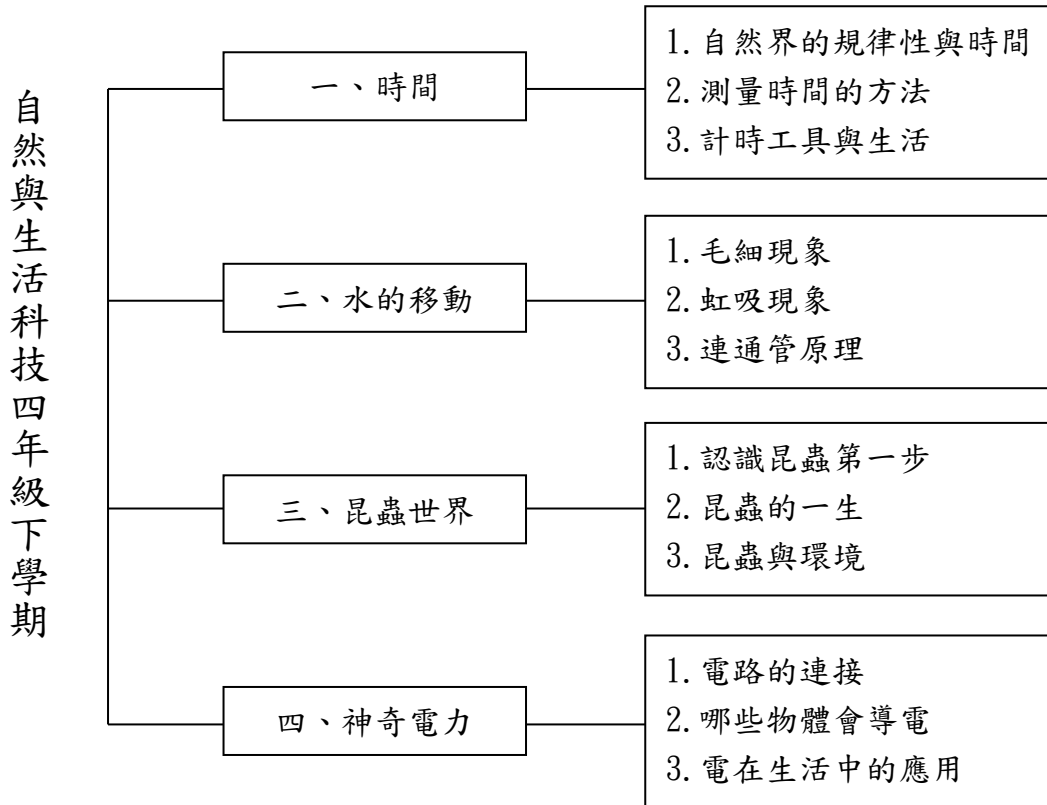 自然與生活科技四年級下學期
一、時間
1.自然界的規律性與時間
2.測量時間的方法
3.計時工具與生活
二、水的移動
1.毛細現象
2.虹吸現象
3.連通管原理
三、昆蟲世界
1.認識昆蟲第一步
2.昆蟲的一生
3.昆蟲與環境
四、神奇電力
1.電路的連接
2.哪些物體會導電
3.電在生活中的應用